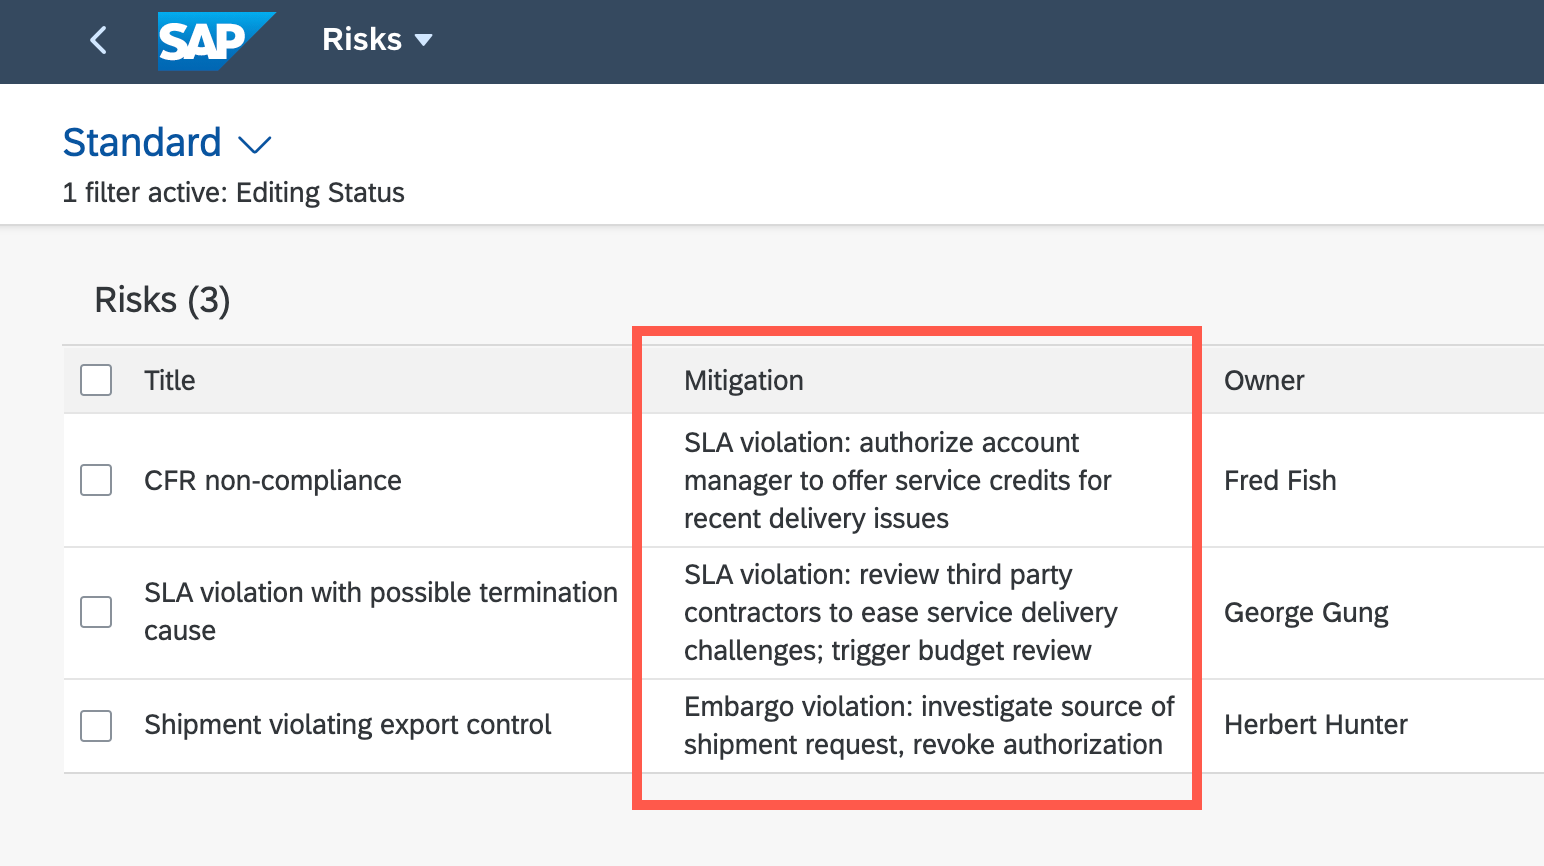 SAP Risks
Standard
1 filter active: Editing Status
Risks (3)
Title Mitigation Owner
CFR non-compliance
SLA violation: authorize account
manager to offer service credits for
recent delivery issues
Fred Fish
SLA violation with possible termination
cause
SLA violation: review third party
contractors to ease service delivery
challenges; trigger budget review
George Gung
Shipment violating export control
Embargo violation: investigate source of
shipment request, revoke authorization
Herbert Hunter